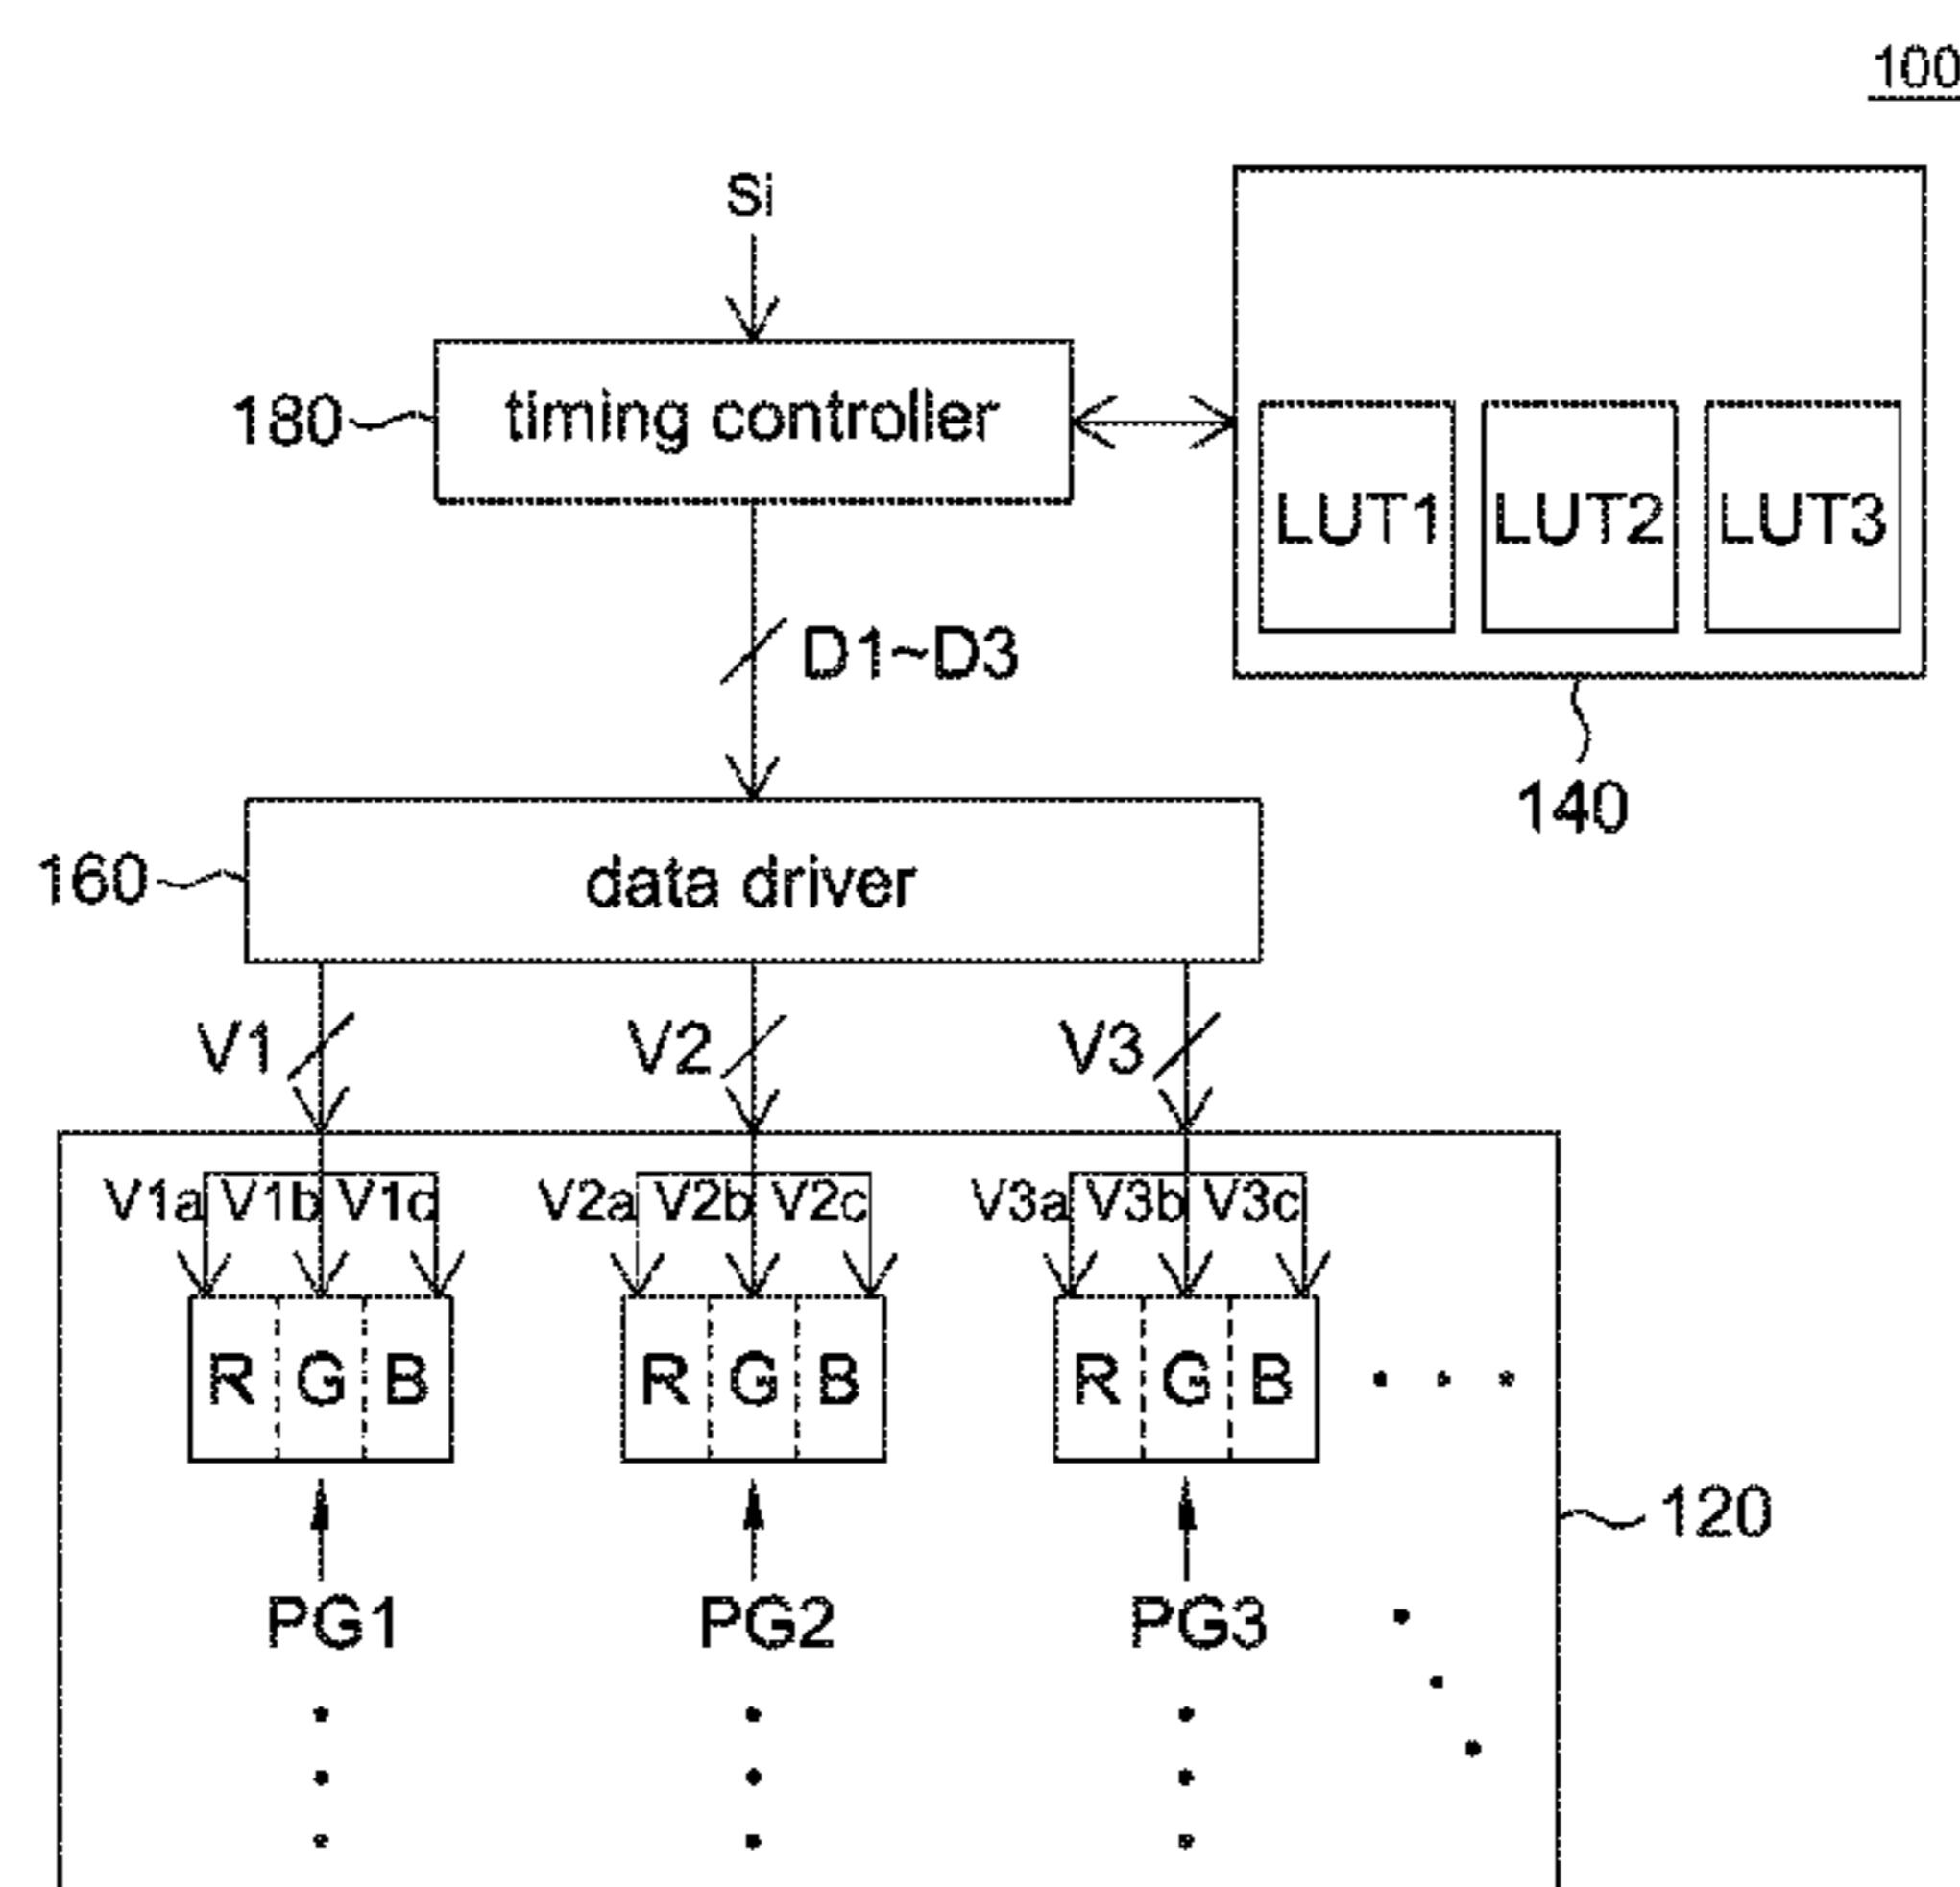 100
Si
180
timing controller
LUT1 LUT2 LUT3
D1~D3
140
160
data driver
V1 V2 V3
V1a V1b V1c V2a V2b V2c V3a V3b V3c
R G B R G B R G B
120
PG1 PG2 PG3